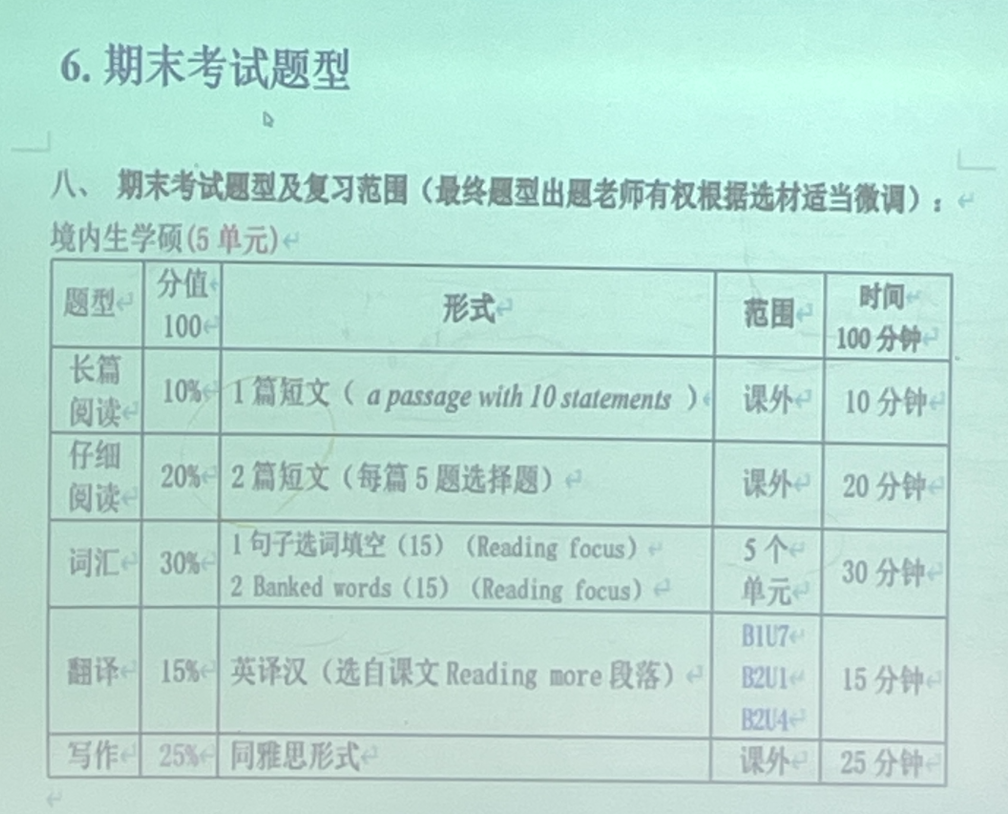 6. 期末考试题型
八、 期末考试题型及复习范围（最终题型出题老师有权根据选材适当微调）：
境内生学硕(5 单元)
题型 分值 100 形式 范围 时间 100 分钟
长篇阅读 10% 1 篇短文（ a passage with 10 statements ） 课外 10 分钟
仔细阅读 20% 2 篇短文（每篇 5 题选择题） 课外 20 分钟
词汇 30% 1 句子选词填空（15）（Reading focus） 5 个单元 30 分钟
2 Banked words（15）（Reading focus）
翻译 15% 英译汉（选自课文 Reading more 段落） B1U7 B2U1 B2U4 15 分钟
写作 25% 同雅思形式 课外 25 分钟